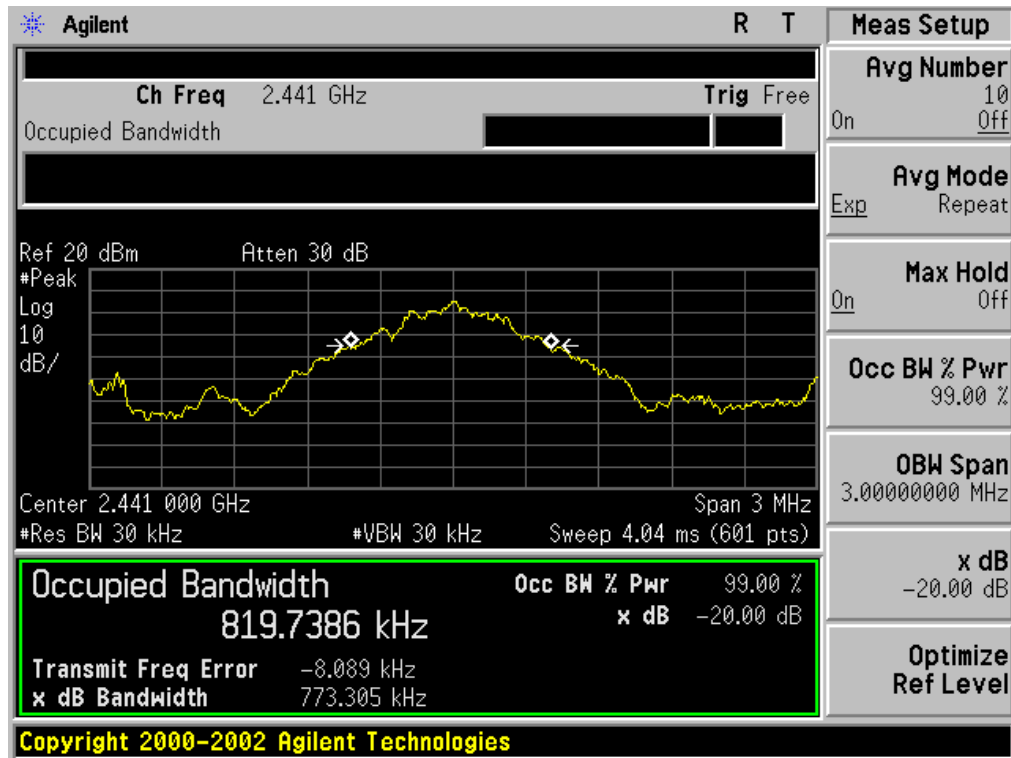 Agilent R T
Meas Setup
Ch Freq 2.441 GHz Trig Free
Occupied Bandwidth
Ref 20 dBm Atten 30 dB
#Peak
Log
10
dB/
Center 2.441 000 GHz Span 3 MHz
#Res BW 30 kHz #VBW 30 kHz Sweep 4.04 ms (601 pts)
Occupied Bandwidth Occ BW % Pwr 99.00 %
819.7386 kHz x dB -20.00 dB
Transmit Freq Error -8.089 kHz
x dB Bandwidth 773.305 kHz
Copyright 2000-2002 Agilent Technologies
Avg Number
10
On Off
Avg Mode
Exp Repeat
Max Hold
On Off
Occ BW % Pwr
99.00 %
OBW Span
3.00000000 MHz
x dB
-20.00 dB
Optimize
Ref Level